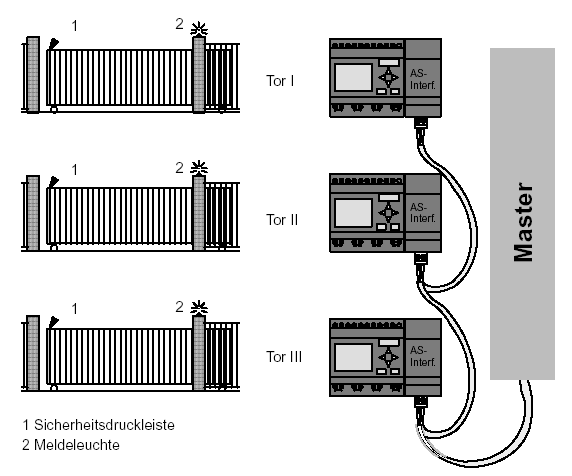 1
2
Tor I
AS-
Interf.
1
2
Tor II
AS-
Interf.
1
2
Tor III
AS-
Interf.
Master
1 Sicherheitsdruckleiste
2 Meldeleuchte